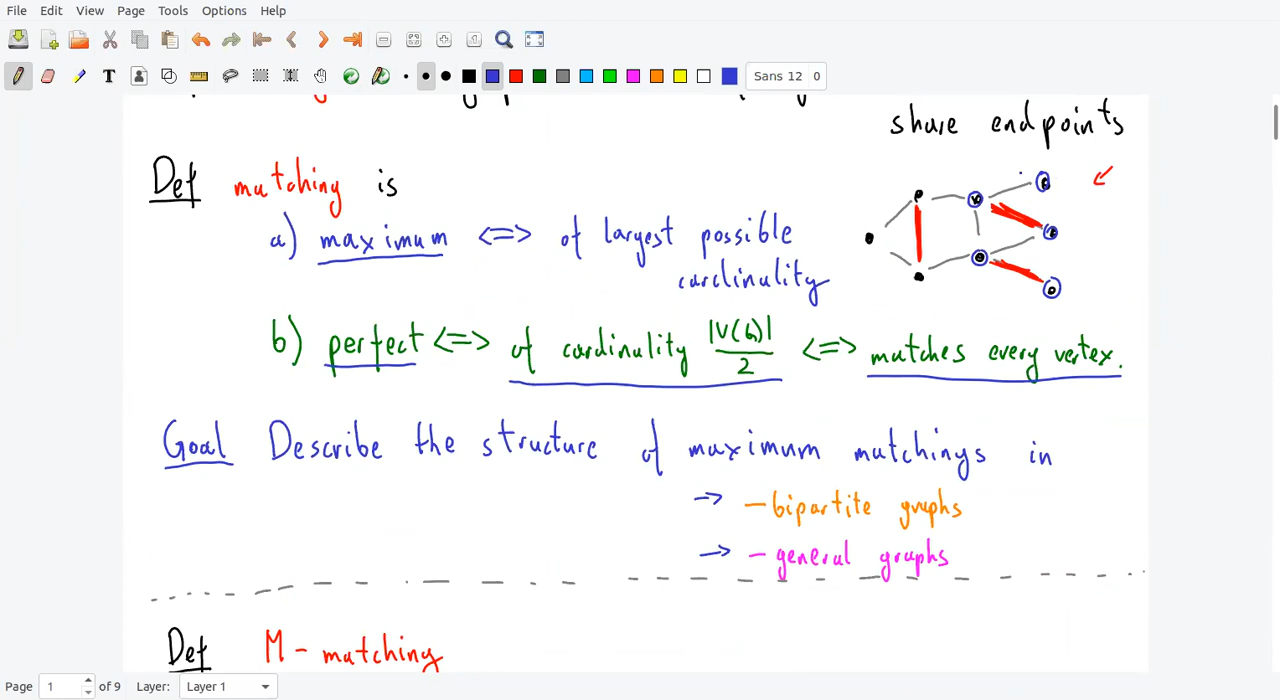 File Edit View Page Tools Options Help
Sans 12 0
share endpoints
Def matching is
a) maximum <=> of largest possible
cardinality
b) perfect <=> of cardinality |V(G)|/2 <=> matches every vertex.
Goal Describe the structure of maximum matchings in
-> - bipartite graphs
-> - general graphs
Def M - matching
Page 1 of 9 Layer: Layer 1